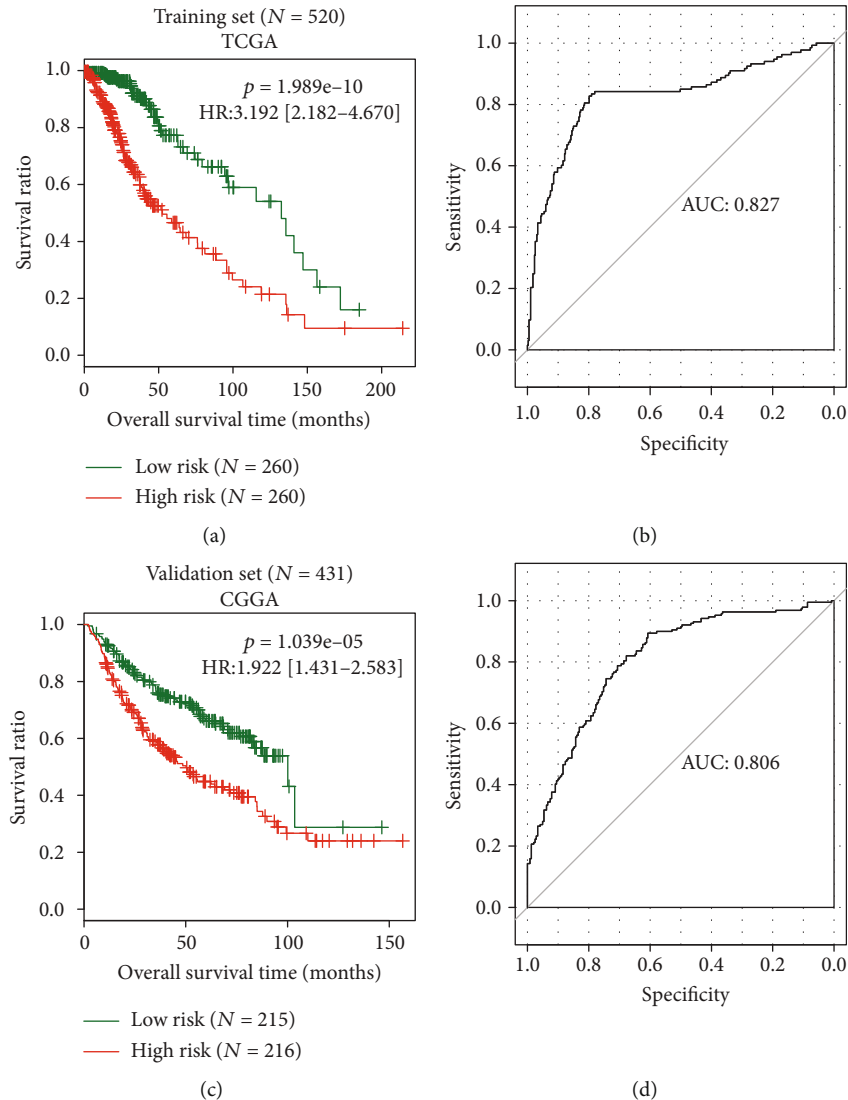 Training set (N = 520)
TCGA
p = 1.989e–10
HR:3.192 [2.182–4.670]
Survival ratio
1.0
0.8
0.6
0.4
0.2
0.0
0 50 100 150 200
Overall survival time (months)
Low risk (N = 260)
High risk (N = 260)
(a)
Sensitivity
1.0
0.8
0.6
0.4
0.2
0.0
AUC: 0.827
1.0 0.8 0.6 0.4 0.2 0.0
Specificity
(b)
Validation set (N = 431)
CGGA
p = 1.039e–05
HR:1.922 [1.431–2.583]
Survival ratio
1.0
0.8
0.6
0.4
0.2
0.0
0 50 100 150
Overall survival time (months)
Low risk (N = 215)
High risk (N = 216)
(c)
Sensitivity
1.0
0.8
0.6
0.4
0.2
0.0
AUC: 0.806
1.0 0.8 0.6 0.4 0.2 0.0
Specificity
(d)